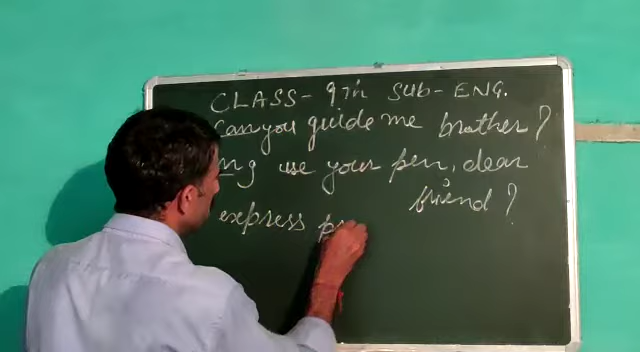 CLASS - 9th SUB - ENG.
Can you guide me brother?
use your pen, dear
friend?
express